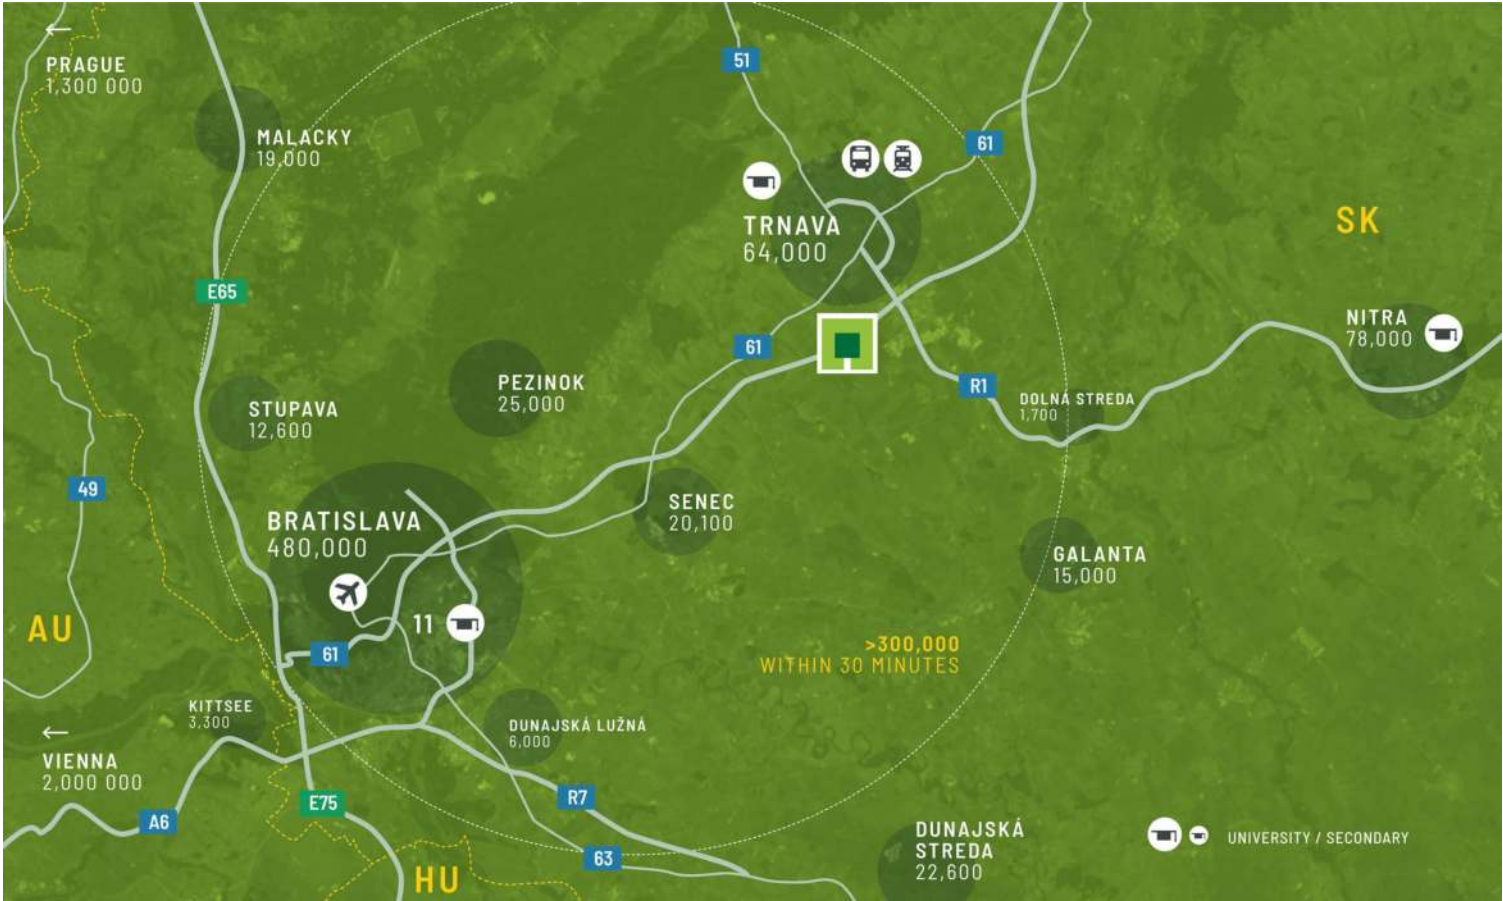 PRAGUE
1,300 000
MALACKY
19,000
51
61
TRNAVA
64,000
SK
E65
NITRA
78,000
61
R1
DOLNÁ STREDA
1,700
PEZINOK
25,000
STUPAVA
12,600
49
SENEC
20,100
BRATISLAVA
480,000
GALANTA
15,000
11
AU
61
>300,000
WITHIN 30 MINUTES
KITTSEE
3,300
DUNAJSKÁ LUŽNÁ
6,000
VIENNA
2,000 000
A6
E75
R7
63
HU
DUNAJSKÁ
STREDA
22,600
UNIVERSITY / SECONDARY